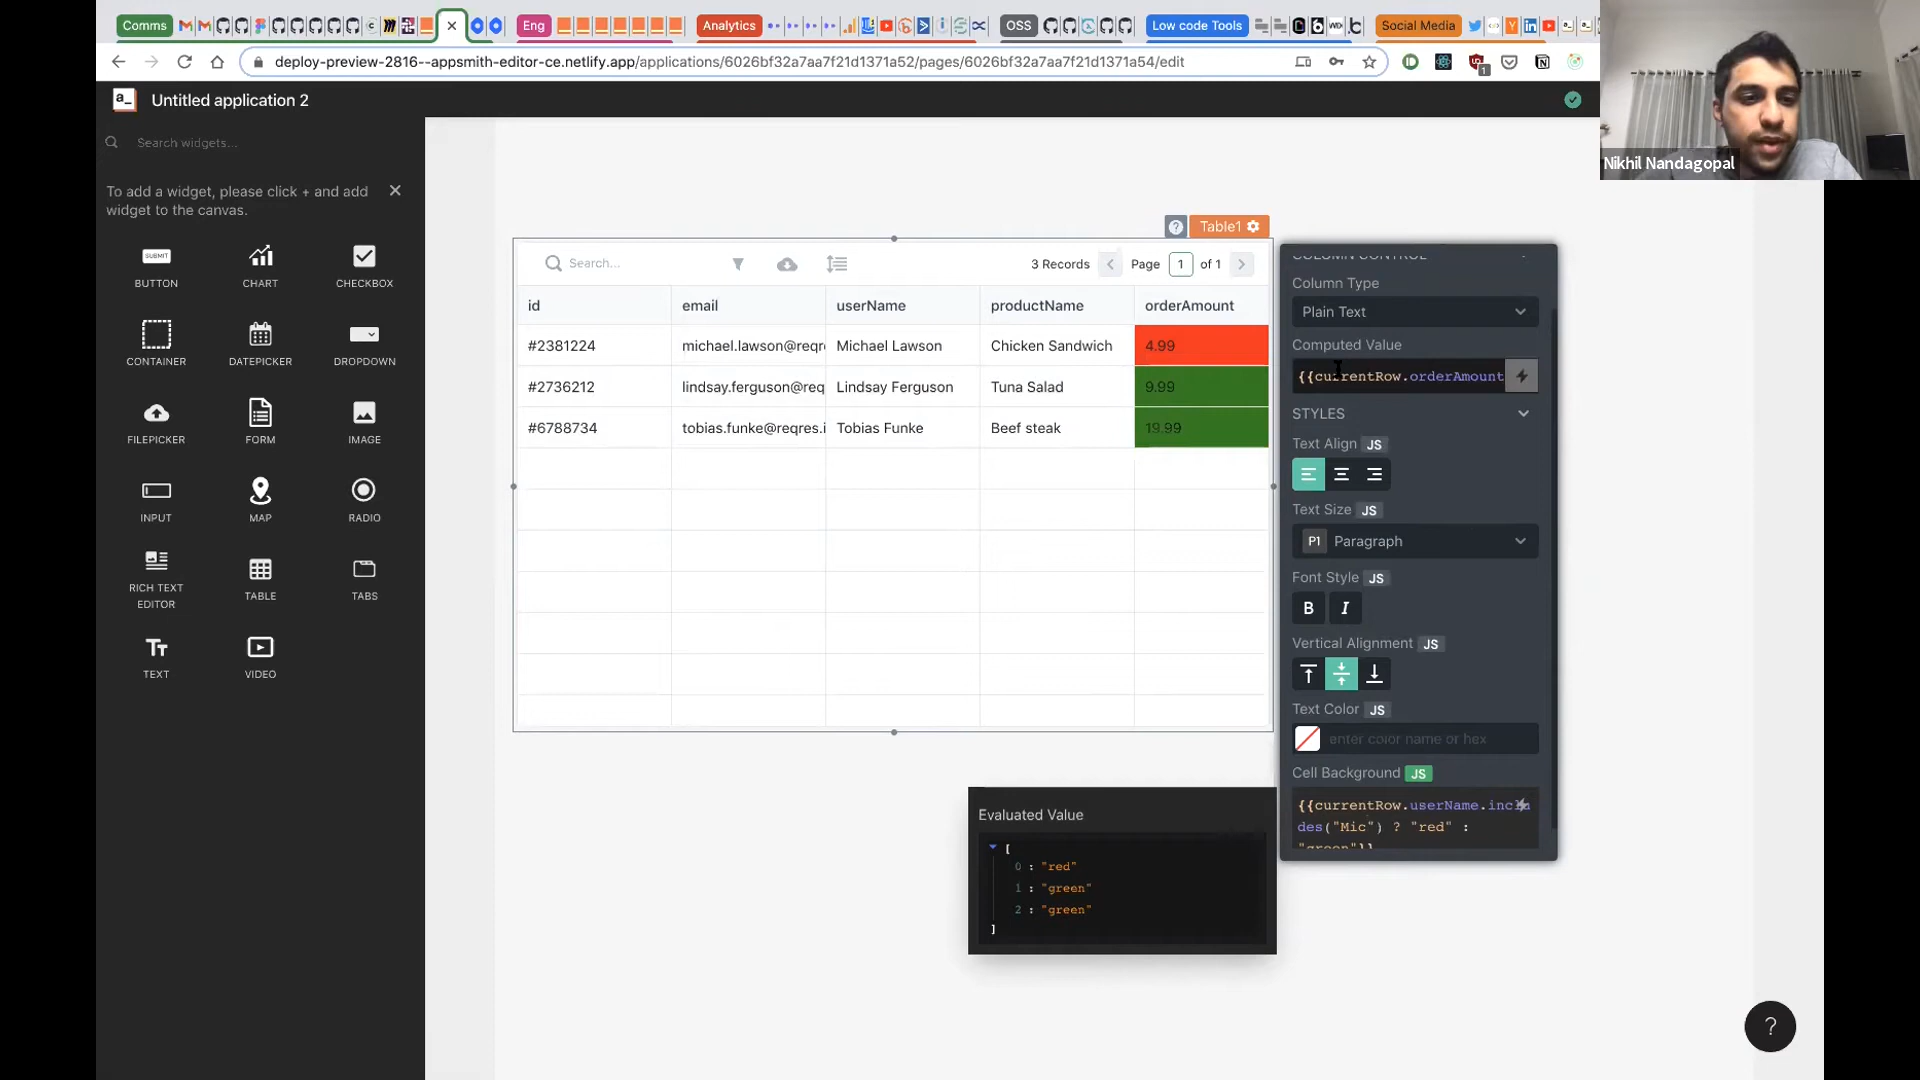 Comms
Eng
Analytics
OSS
Low code Tools
Social Media
deploy-preview-2816--appsmith-editor-ce.netlify.app/applications/6026bf32a7aa7f21d1371a52/pages/6026bf32a7aa7f21d1371a54/edit
a_ Untitled application 2
Search widgets...
To add a widget, please click + and add
widget to the canvas.
SUBMIT
BUTTON CHART CHECKBOX
CONTAINER DATEPICKER DROPDOWN
FILEPICKER FORM IMAGE
INPUT MAP RADIO
RICH TEXT
EDITOR
TABLE TABS
TEXT VIDEO
Nikhil Nandagopal
? Table1
Search... 3 Records Page 1 of 1
id email userName productName orderAmount
#2381224 michael.lawson@reqr Michael Lawson Chicken Sandwich 4.99
#2736212 lindsay.ferguson@req Lindsay Ferguson Tuna Salad 9.99
#6788734 tobias.funke@reqres.i Tobias Funke Beef steak 19.99
COLUMN CONTROL
Column Type
Plain Text
Computed Value
{{currentRow.orderAmount
STYLES
Text Align JS
Text Size JS
P1 Paragraph
Font Style JS
B I
Vertical Alignment JS
Text Color JS
enter color name or hex
Cell Background JS
{{currentRow.userName.inclu
des("Mic") ? "red" :
"green"}}
Evaluated Value
[
0 : "red"
1 : "green"
2 : "green"
]
?